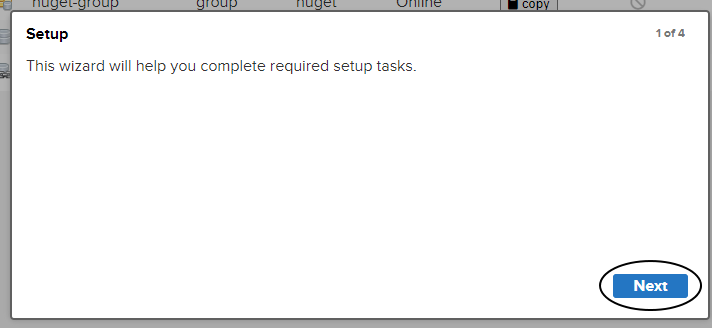 nuget-group group nuget Online copy
Setup 1 of 4
This wizard will help you complete required setup tasks.
Next